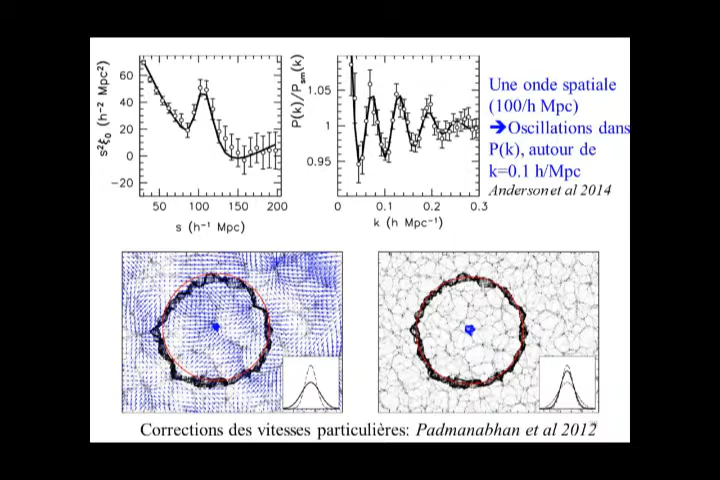 s²ξ₀ (h⁻² Mpc²)
60
40
20
0
−20
50 100 150 200
s (h⁻¹ Mpc)
P(k)/Pₛₘ(k)
1.05
1
0.95
0 0.1 0.2 0.3
k (h Mpc⁻¹)
Une onde spatiale
(100/h Mpc)
➔Oscillations dans
P(k), autour de
k=0.1 h/Mpc
Anderson et al 2014
Corrections des vitesses particulières: Padmanabhan et al 2012